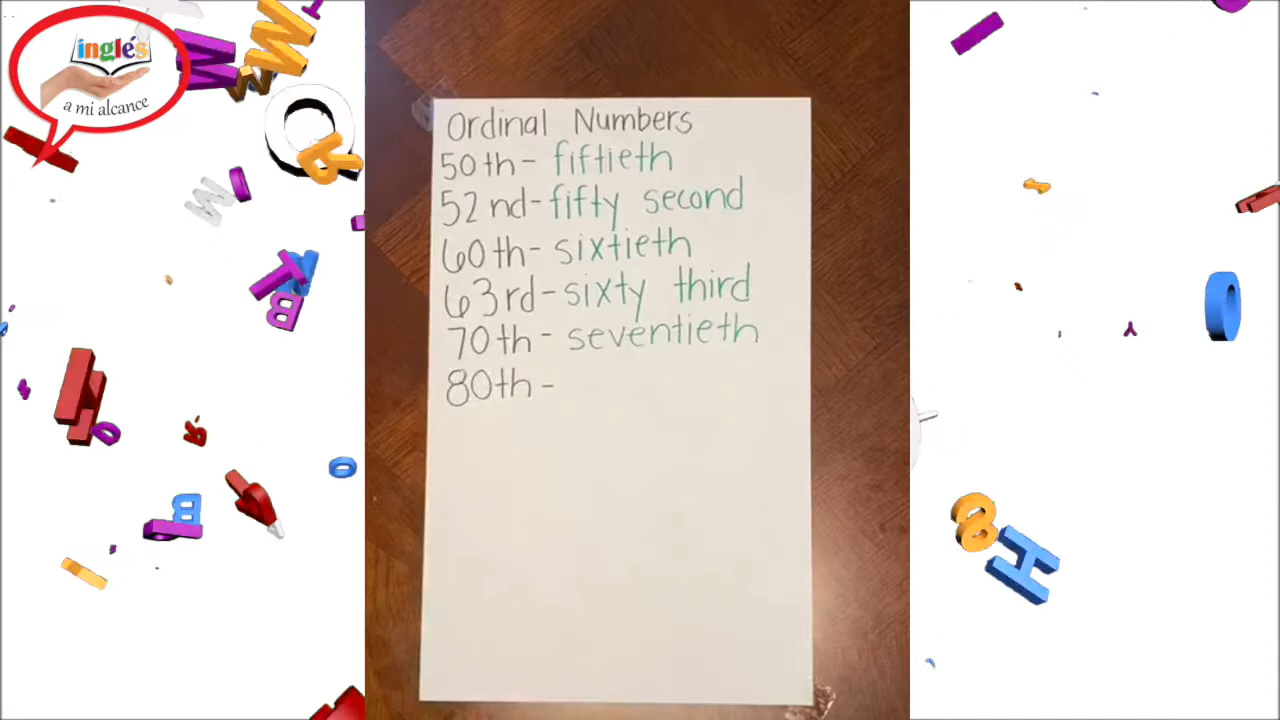 inglés
a mi alcance
Ordinal Numbers
50th- fiftieth
52nd- fifty second
60th- sixtieth
63rd- sixty third
70th- seventieth
80th-